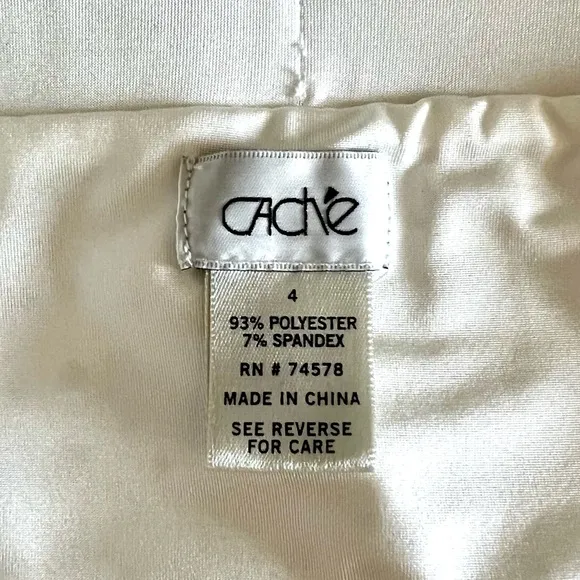 CAché
4
93% POLYESTER
7% SPANDEX
RN # 74578
MADE IN CHINA
SEE REVERSE
FOR CARE